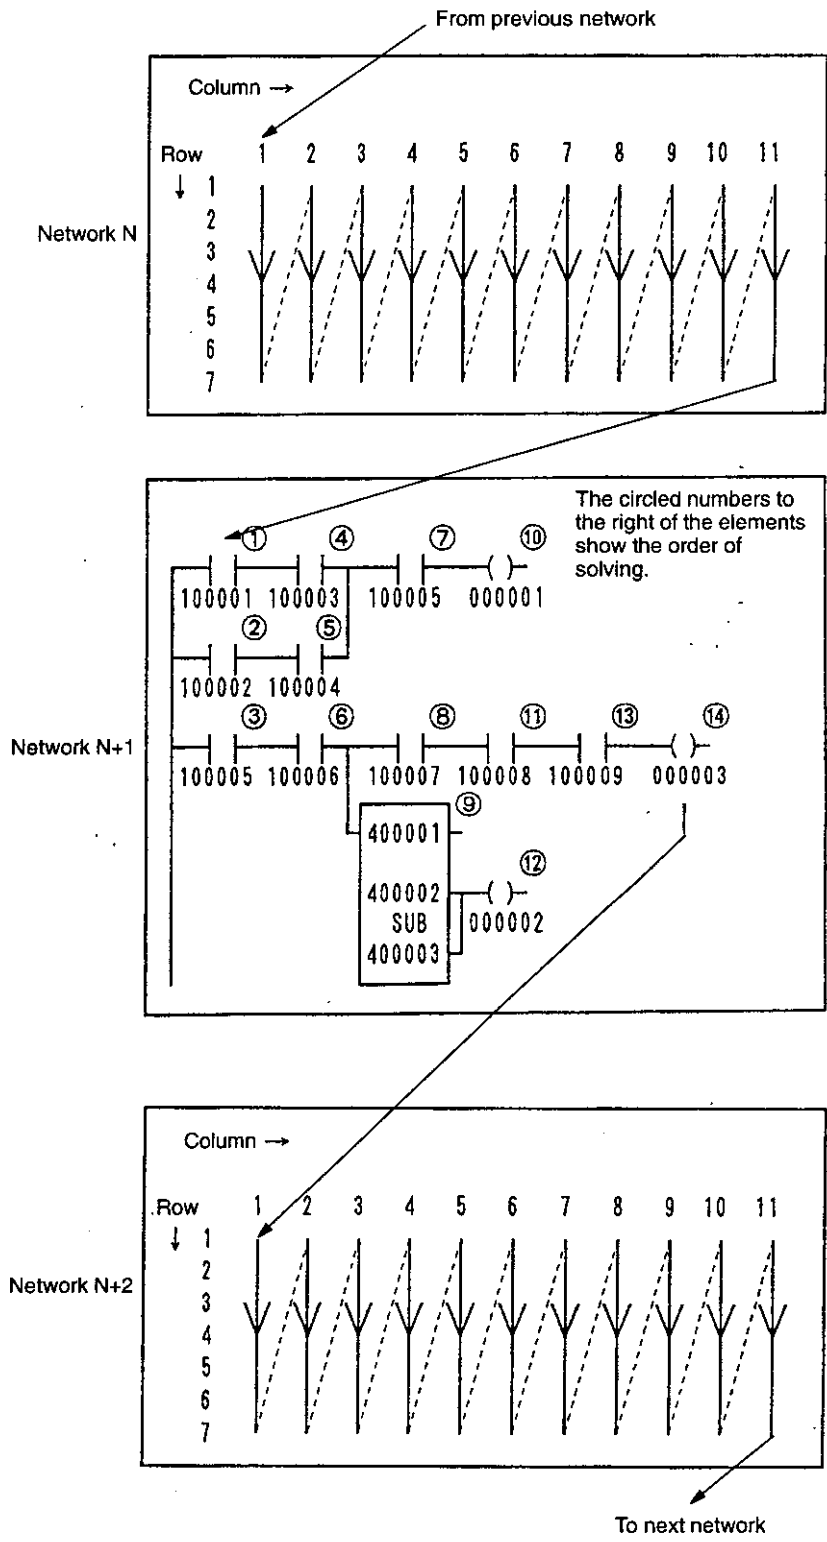 From previous network
Column →
Row 1 2 3 4 5 6 7 8 9 10 11
↓ 1
2
Network N
3
4
5
6
7
The circled numbers to
the right of the elements
show the order of
solving.
① ④ ⑦ ⑩
100001 100003 100005 000001
② ⑤
100002 100004
③ ⑥ ⑧ ⑪ ⑬ ⑭
Network N+1
100005 100006 100007 100008 100009 000003
⑨
400001
⑫
400002
SUB 000002
400003
Column →
Row 1 2 3 4 5 6 7 8 9 10 11
↓ 1
2
Network N+2
3
4
5
6
7
To next network